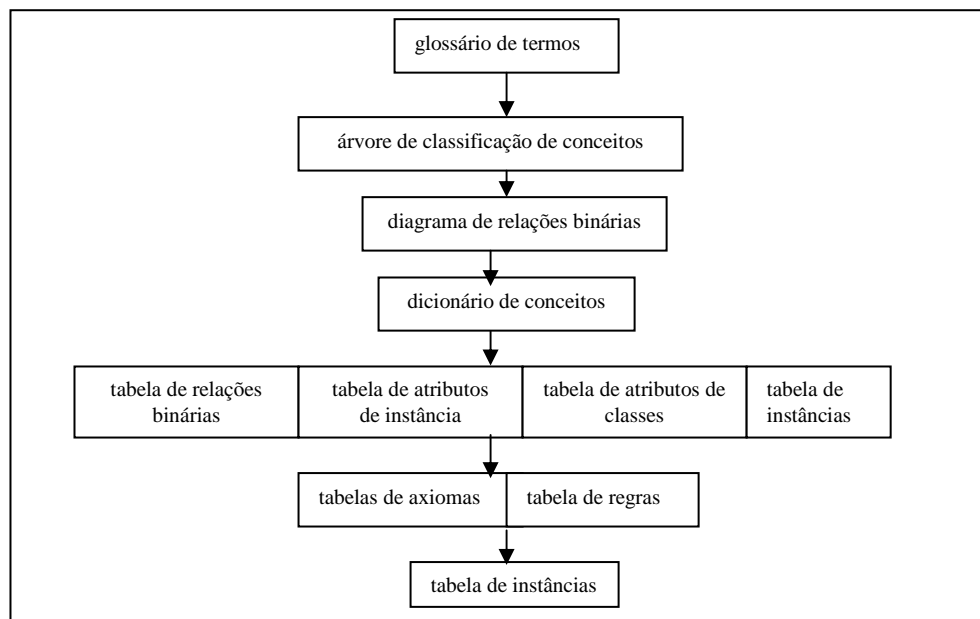 glossário de termos
árvore de classificação de conceitos
diagrama de relações binárias
dicionário de conceitos
tabela de relações
binárias
tabela de atributos
de instância
tabela de atributos de
classes
tabela de
instâncias
tabelas de axiomas
tabela de regras
tabela de instâncias